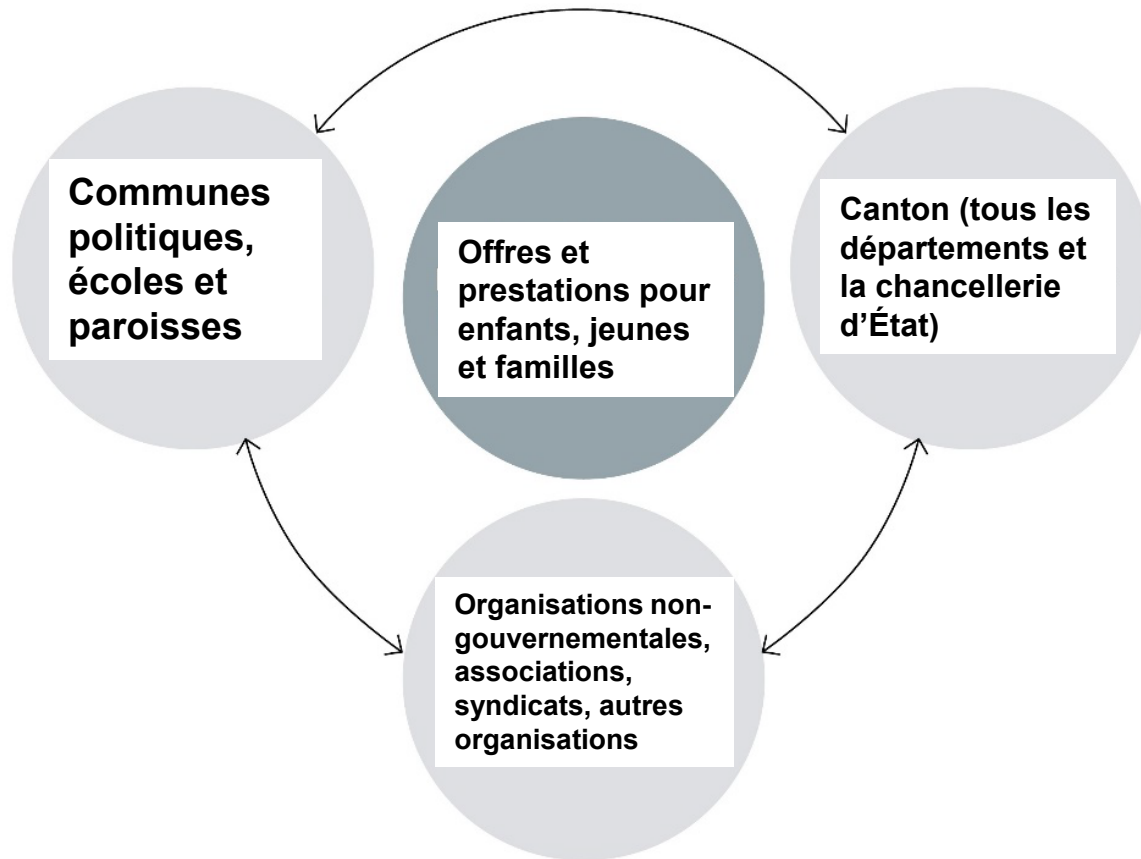 Communes
politiques,
écoles et
paroisses
Offres et
prestations pour
enfants, jeunes
et familles
Canton (tous les
départements et
la chancellerie
d’État)
Organisations non-
gouvernementales,
associations,
syndicats, autres
organisations